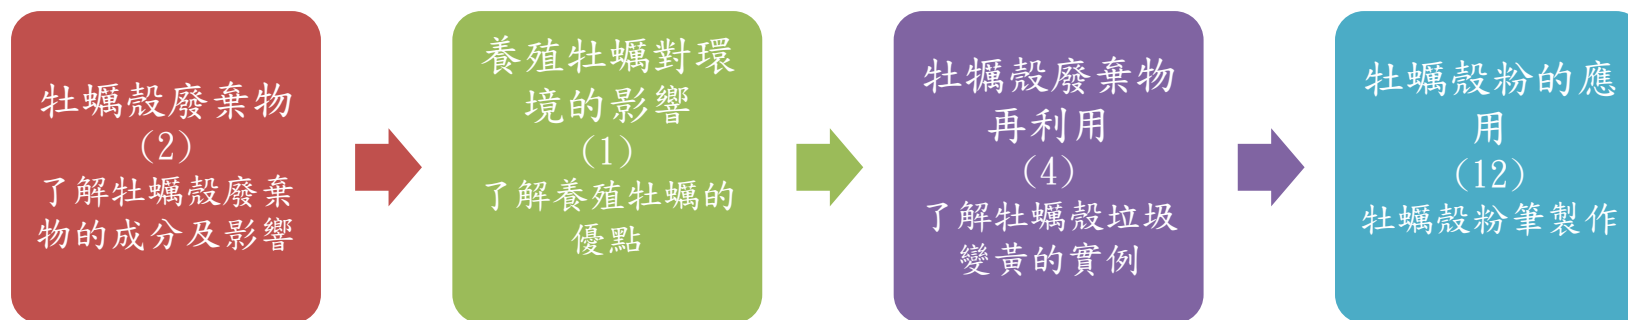 牡蠣殼廢棄物
(2)
了解牡蠣殼廢棄
物的成分及影響
養殖牡蠣對環
境的影響
(1)
了解養殖牡蠣的
優點
牡犡殼廢棄物
再利用
(4)
了解牡蠣殼垃圾
變黃的實例
牡蠣殼粉的應
用
(12)
牡蠣殼粉筆製作